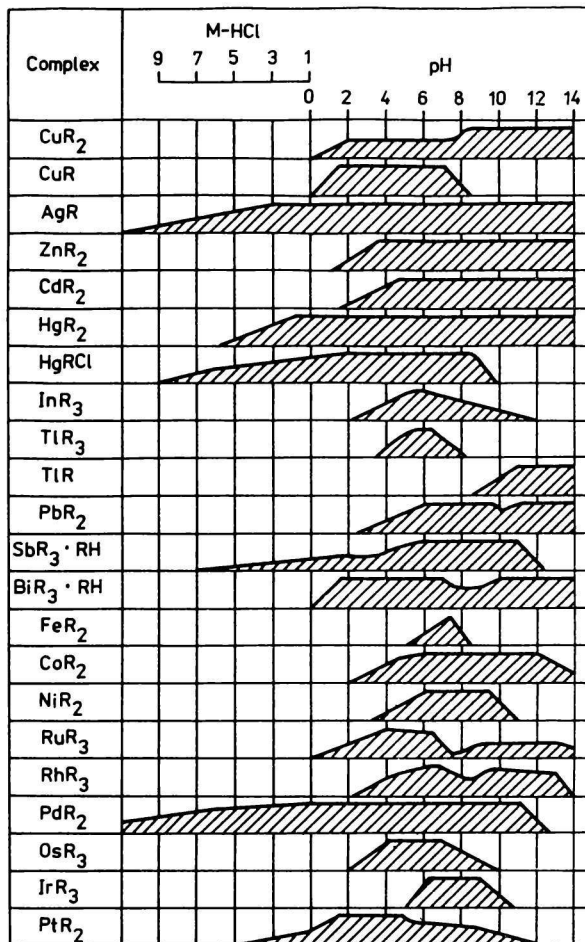 M-HCl
Complex
9 7 5 3 1
pH
0 2 4 6 8 10 12 14
CuR2
CuR
AgR
ZnR2
CdR2
HgR2
HgRCl
InR3
TlR3
TlR
PbR2
SbR3 · RH
BiR3 · RH
FeR2
CoR2
NiR2
RuR3
RhR3
PdR2
OsR3
IrR3
PtR2